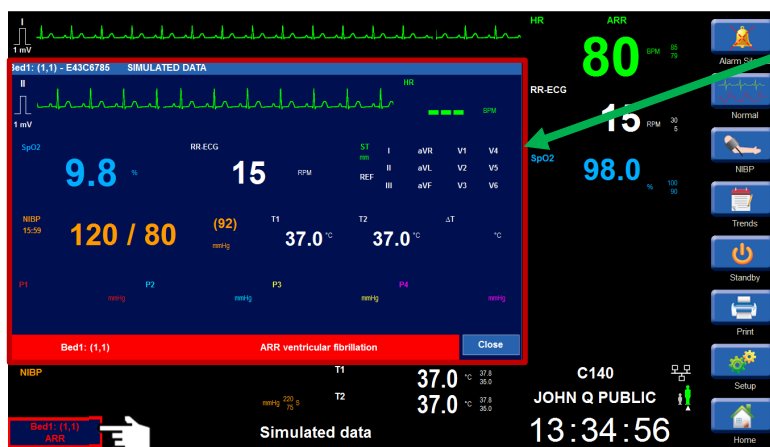 I
1 mV
HR ARR
80 BPM 85
79
RR-ECG
15 RPM 30
5
SpO2
98.0 % 100
90
Bed1: (1,1) - E43C6785 SIMULATED DATA
II
1 mV
HR
--- BPM
SpO2
9.8 %
RR-ECG
15 RPM
ST
mm
REF
I aVR V1 V4
II aVL V2 V5
III aVF V3 V6
NIBP
15:59
120 / 80 (92)
mmHg
T1
37.0 °C
T2
37.0 °C
ΔT
°C
P1 mmHg
P2 mmHg
P3 mmHg
P4 mmHg
Bed1: (1,1) ARR ventricular fibrillation Close
NIBP
mmHg 220 S
75
T1
37.0 °C 37.8
35.0
T2
37.0 °C 37.8
35.0
C140
JOHN Q PUBLIC
Bed1: (1,1)
ARR
Simulated data
13:34:56
Normal
NIBP
Trends
Standby
Print
Setup
Home